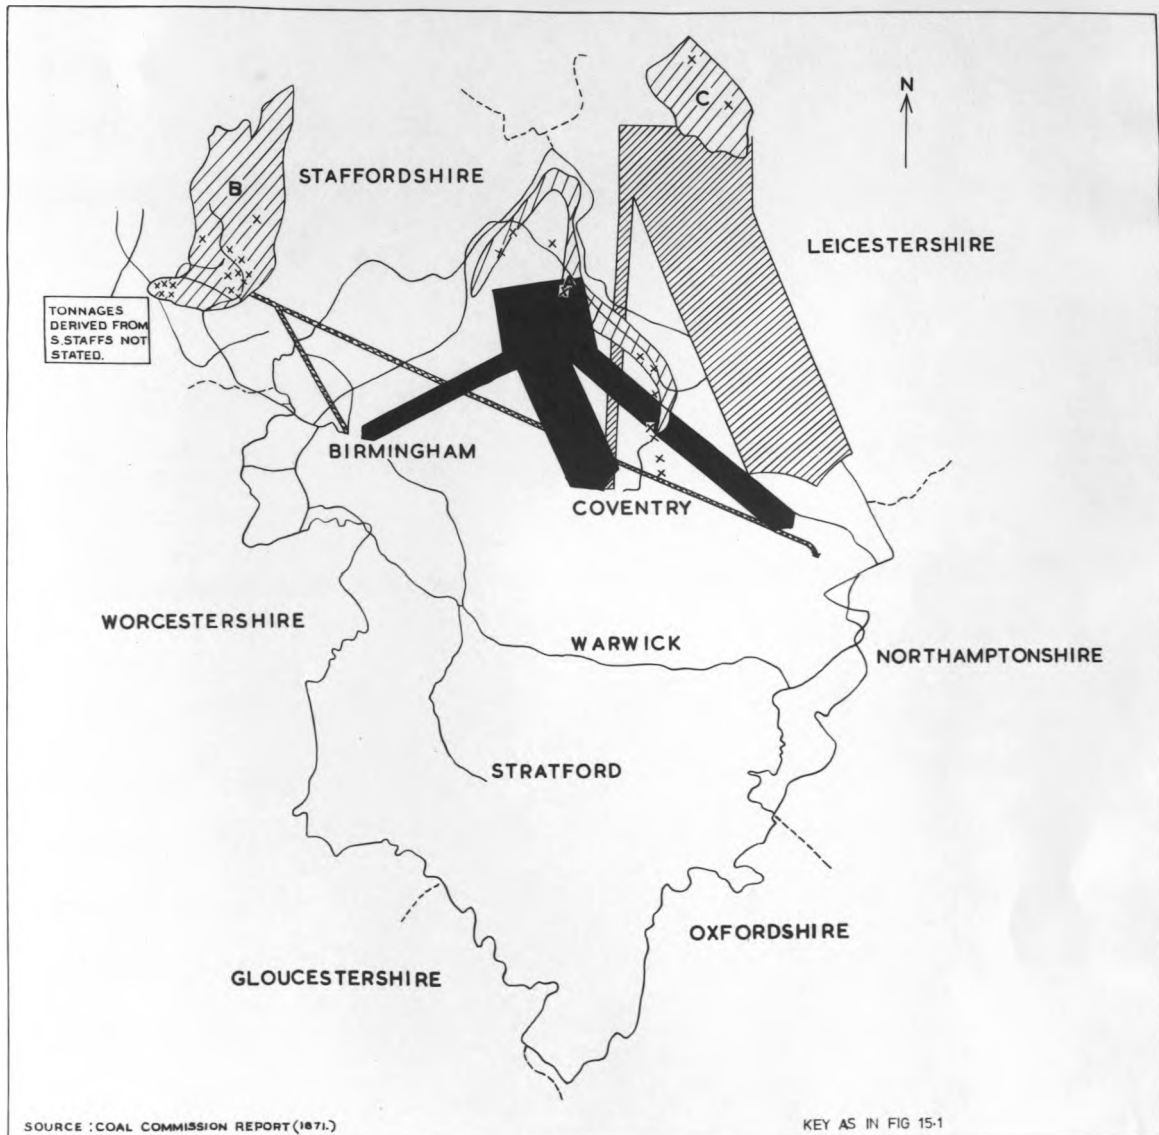 N
C
STAFFORDSHIRE
B
LEICESTERSHIRE
TONNAGES
DERIVED FROM
S.STAFFS NOT
STATED.
BIRMINGHAM
COVENTRY
WORCESTERSHIRE
WARWICK
NORTHAMPTONSHIRE
STRATFORD
OXFORDSHIRE
GLOUCESTERSHIRE
SOURCE : COAL COMMISSION REPORT (1871.)
KEY AS IN FIG 15·1